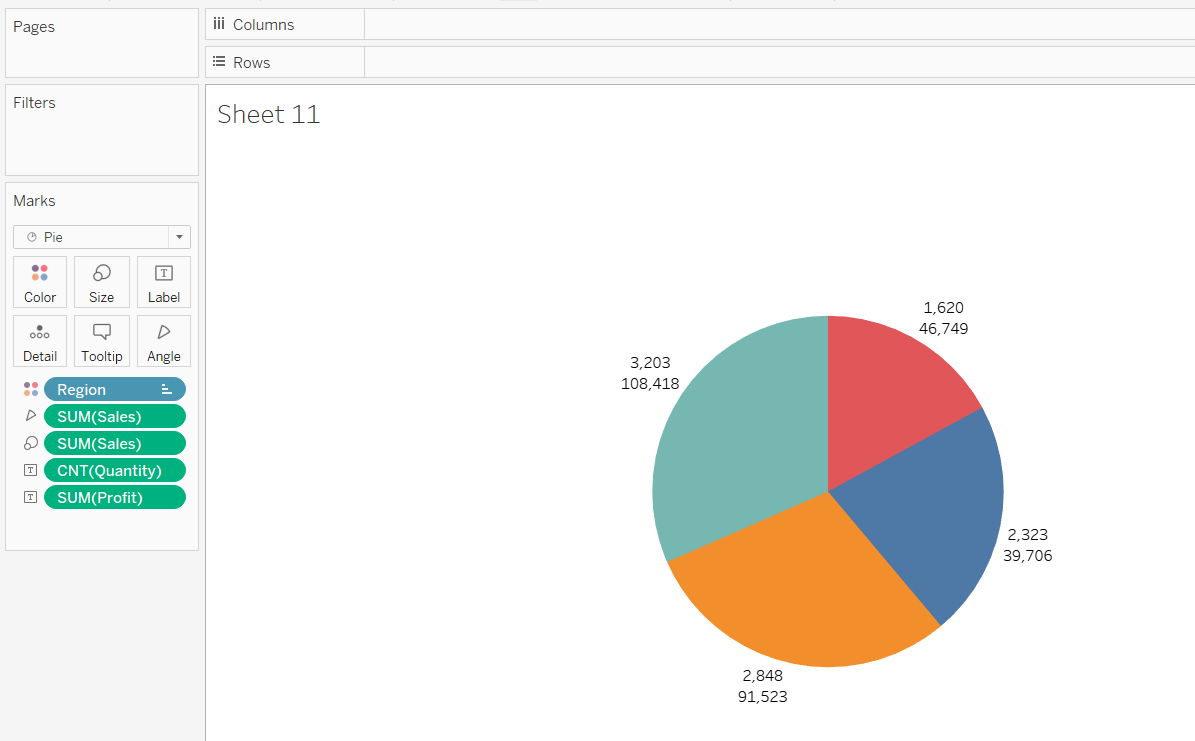 Pages
Columns
Rows
Filters
Sheet 11
Marks
Pie
Color
Size
T
Label
Detail
Tooltip
Angle
Region
SUM(Sales)
SUM(Sales)
T
CNT(Quantity)
T
SUM(Profit)
1,620
46,749
3,203
108,418
2,323
39,706
2,848
91,523